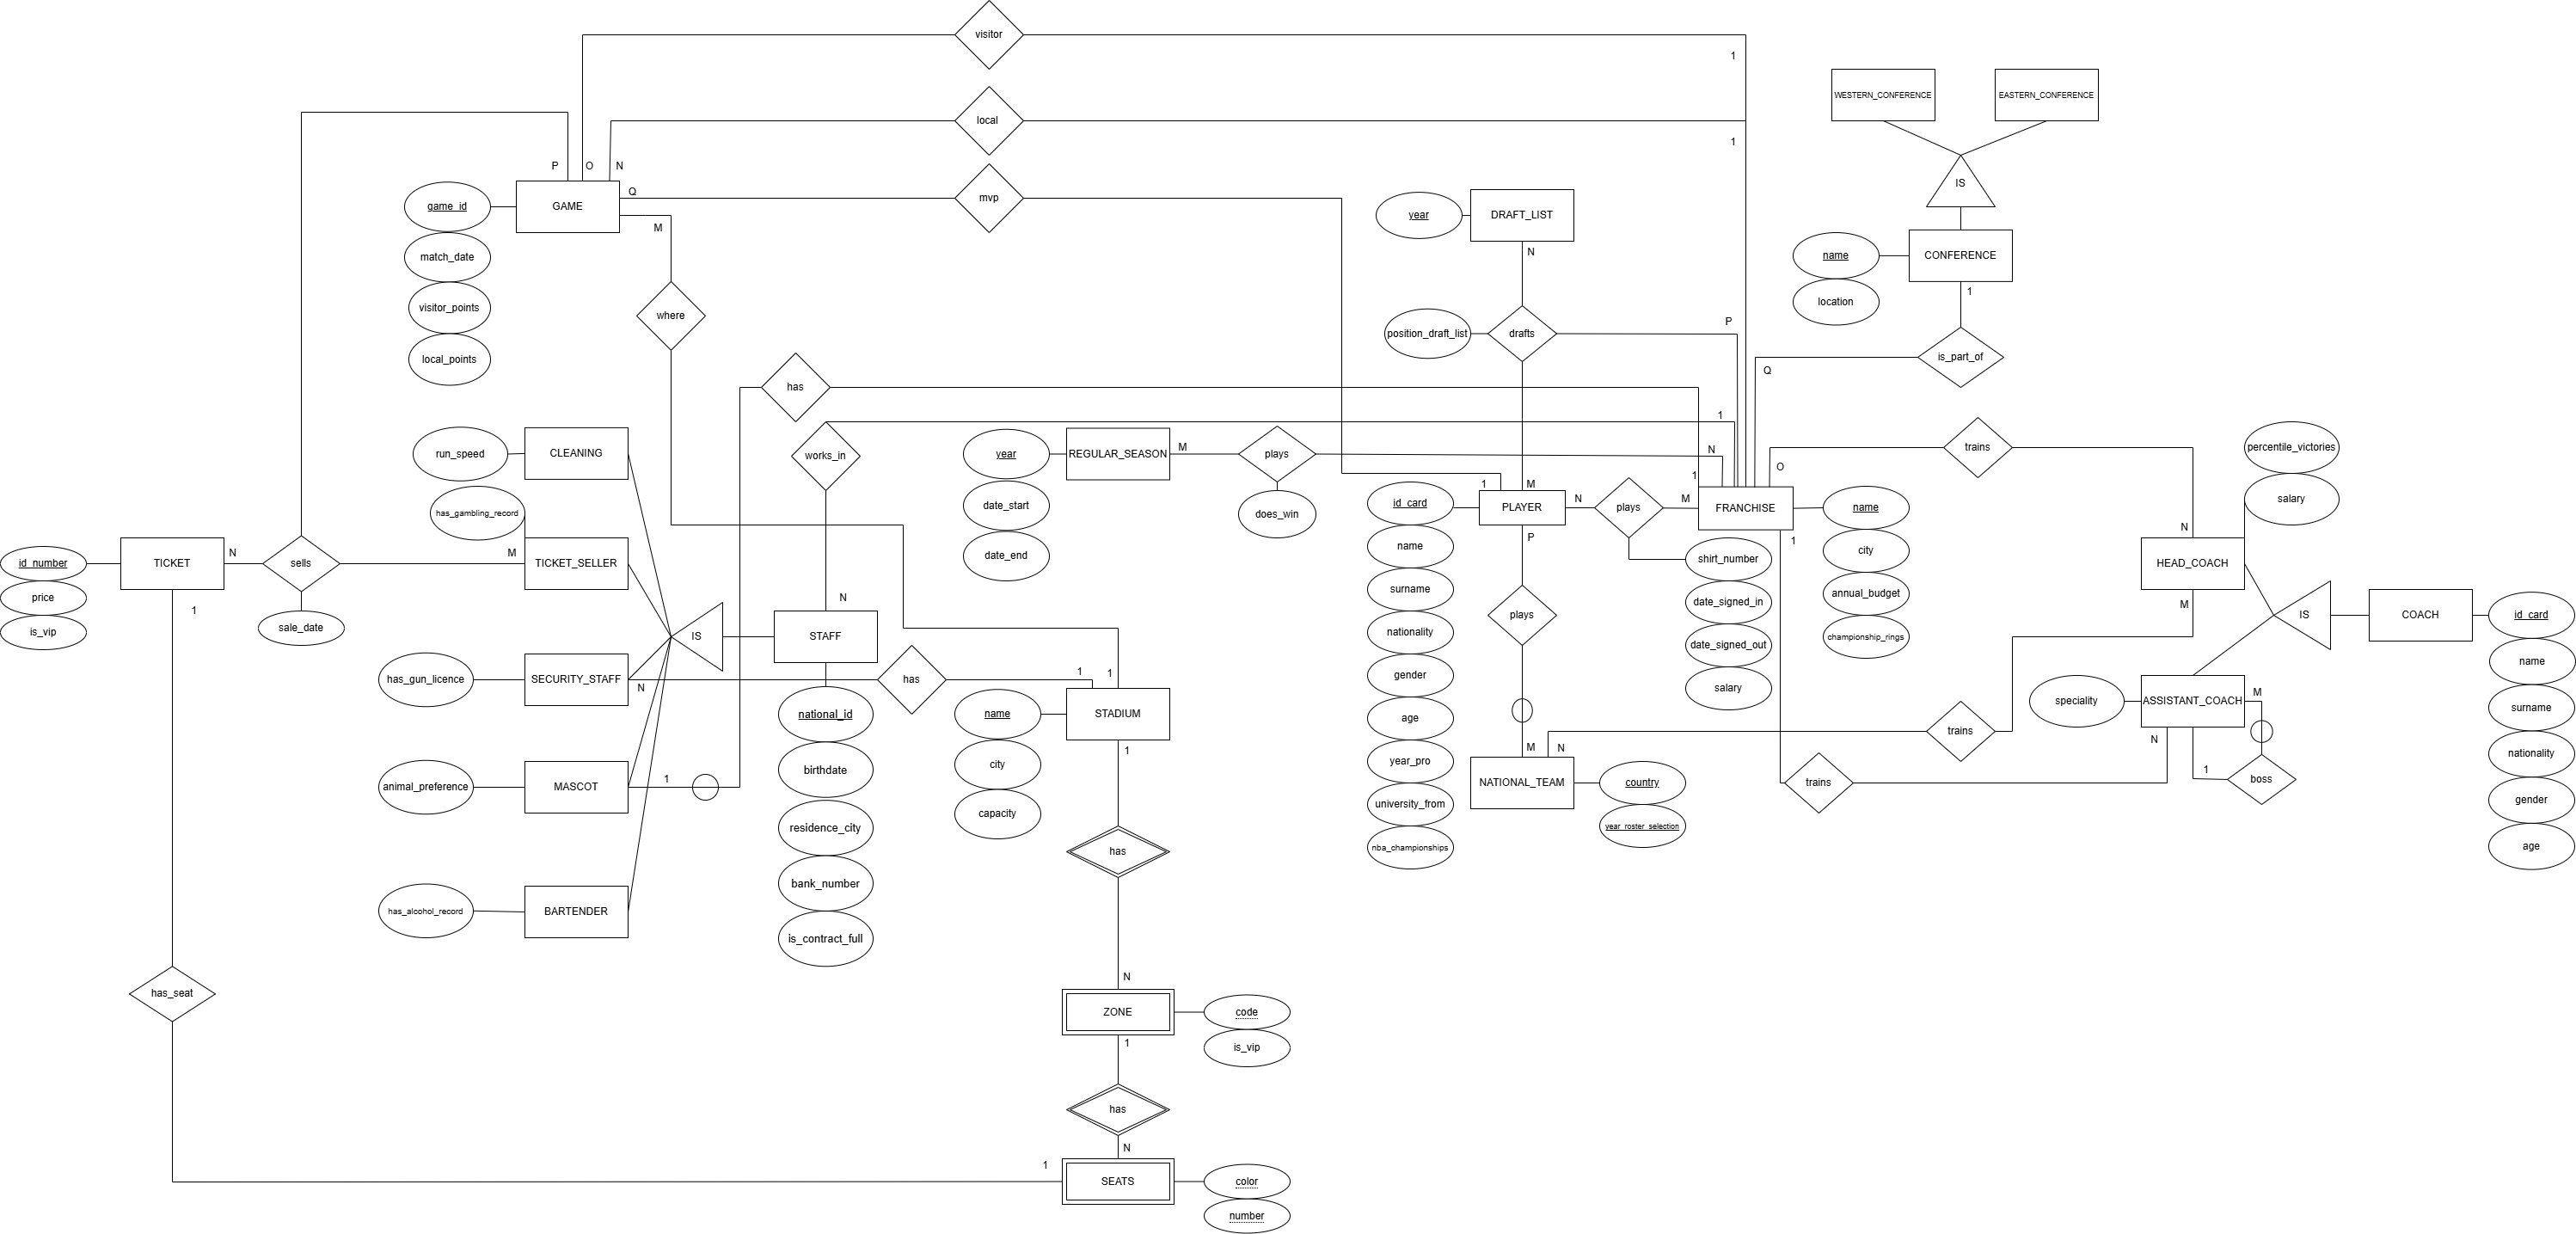 visitor
1
WESTERN_CONFERENCE
EASTERN_CONFERENCE
local
1
P
O
N
IS
game_id
GAME
Q
mvp
M
year
DRAFT_LIST
N
match_date
visitor_points
local_points
where
name
CONFERENCE
location
1
position_draft_list
drafts
P
is_part_of
Q
has
1
works_in
run_speed
CLEANING
year
REGULAR_SEASON
M
plays
N
does_win
date_start
date_end
O
trains
percentile_victories
salary
N
has_gambling_record
id_number
TICKET
N
sells
M
TICKET_SELLER
price
is_vip
1
sale_date
1
M
1
id_card
PLAYER
N
plays
M
FRANCHISE
name
1
P
name
surname
nationality
gender
age
year_pro
university_from
nba_championships
shirt_number
date_signed_in
date_signed_out
salary
city
annual_budget
championship_rings
HEAD_COACH
M
IS
COACH
id_card
name
surname
nationality
gender
age
IS
N
STAFF
has_gun_licence
SECURITY_STAFF
N
has
1
1
national_id
birthdate
residence_city
bank_number
is_contract_full
name
STADIUM
city
capacity
1
plays
M
N
trains
speciality
ASSISTANT_COACH
M
N
1
boss
trains
animal_preference
MASCOT
1
NATIONAL_TEAM
country
year_roster_selection
has
has_alcohol_record
BARTENDER
has_seat
N
ZONE
code
is_vip
1
has
N
1
SEATS
color
number